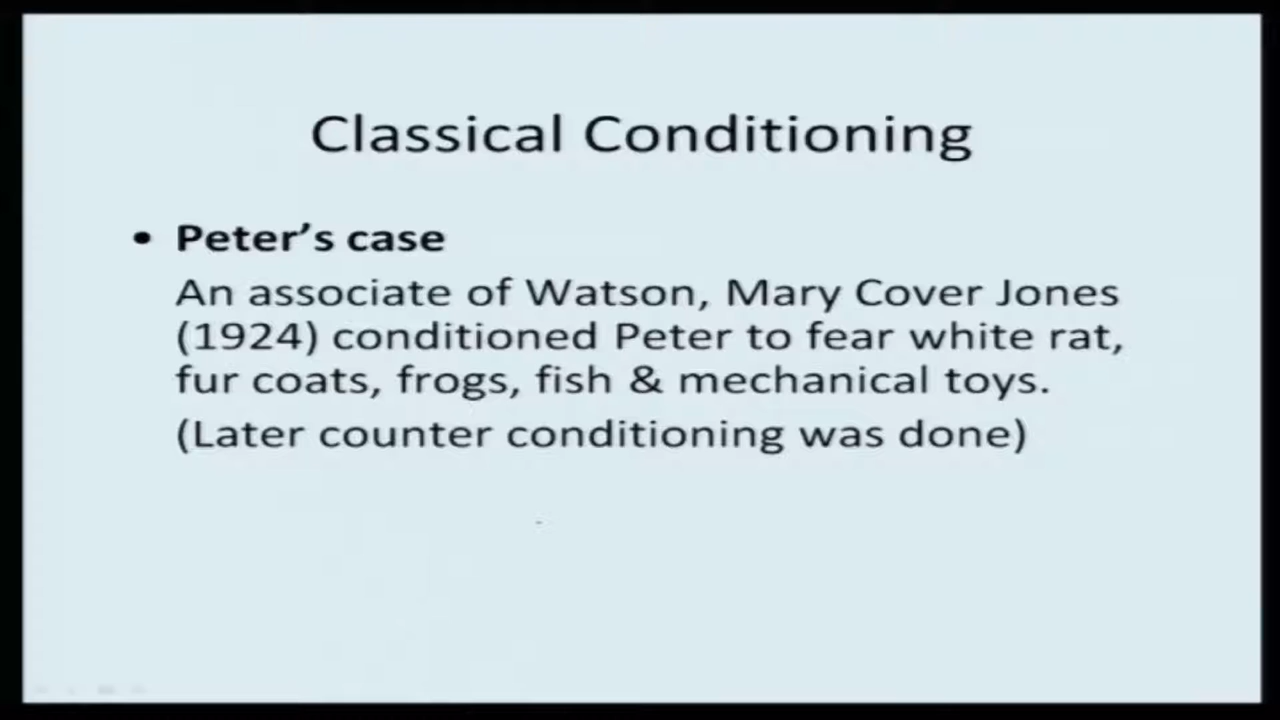 Classical Conditioning
• Peter's case
An associate of Watson, Mary Cover Jones
(1924) conditioned Peter to fear white rat,
fur coats, frogs, fish & mechanical toys.
(Later counter conditioning was done)